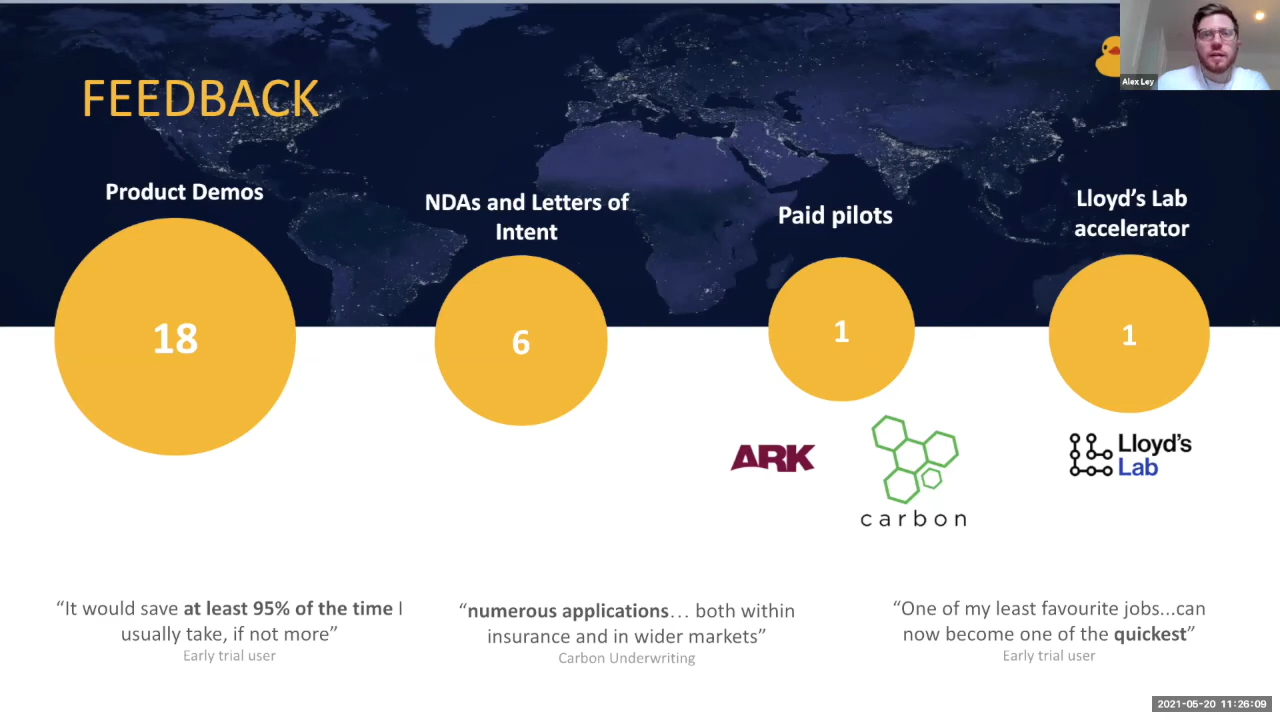 FEEDBACK
Alex Ley
Product Demos
NDAs and Letters of
Intent
Paid pilots
Lloyd’s Lab
accelerator
18
6
1
1
ARK
carbon
Lloyd’s
Lab
“It would save at least 95% of the time I
usually take, if not more”
Early trial user
“numerous applications… both within
insurance and in wider markets”
Carbon Underwriting
“One of my least favourite jobs...can
now become one of the quickest”
Early trial user
2021-05-20 11:26:09